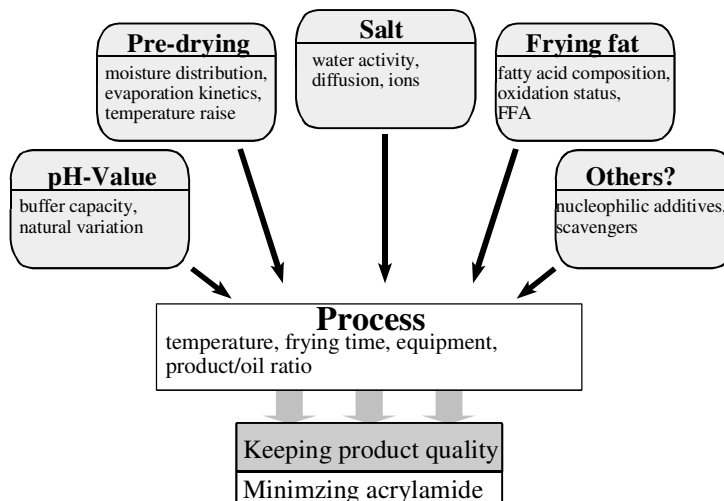 Pre-drying
moisture distribution,
evaporation kinetics,
temperature raise
Salt
water activity,
diffusion, ions
Frying fat
fatty acid composition,
oxidation status,
FFA
pH-Value
buffer capacity,
natural variation
Others?
nucleophilic additives,
scavengers
Process
temperature, frying time, equipment,
product/oil ratio
Keeping product quality
Minimzing acrylamide